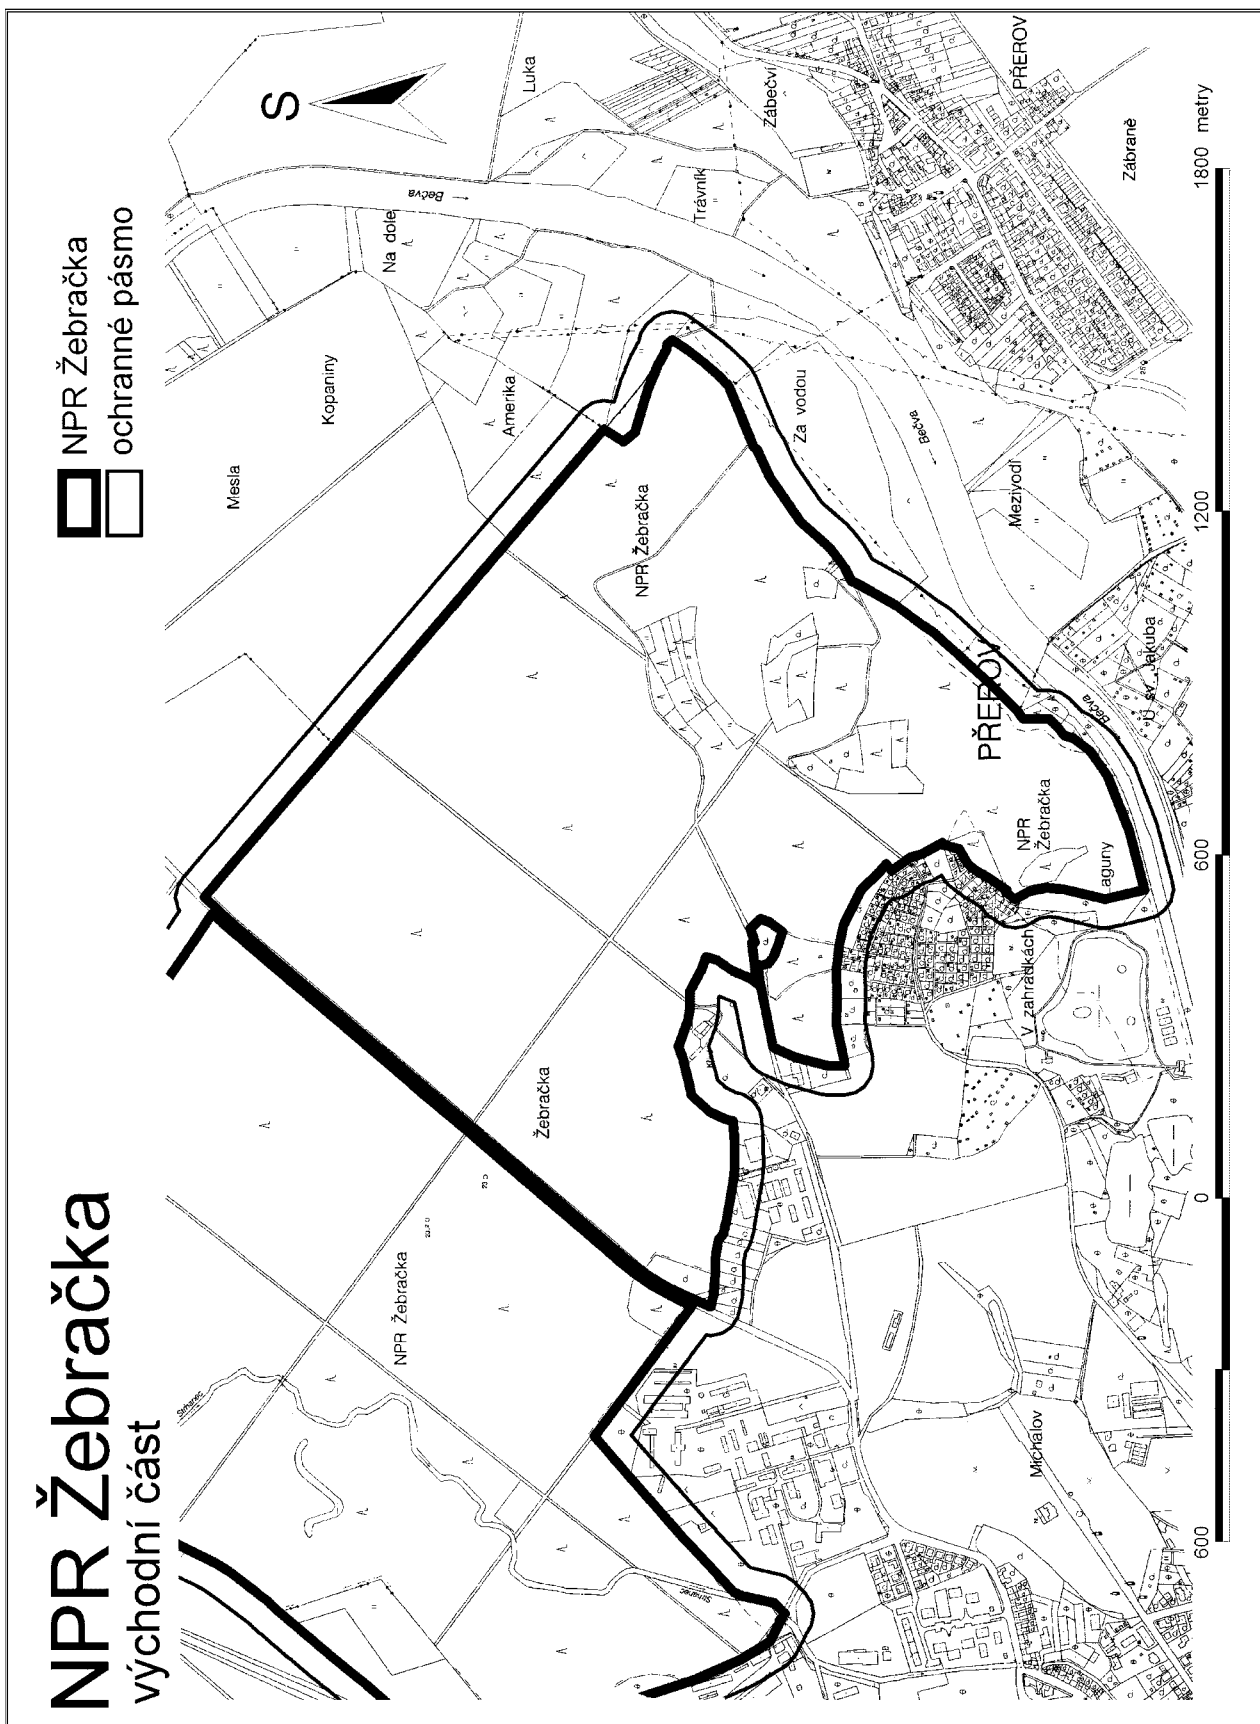 NPR Žebračka
východní část
NPR Žebračka
ochranné pásmo
S
Mesla
Kopaniny
Na dole
Bečva
Luka
Amerika
Trávník
Zábečví
PŘEROV
Zábraně
NPR Žebračka
Za vodou
Bečva
Mezivodí
PŘEROV
Bečva
U sv. Jakuba
NPR
Žebračka
aguny
V zahrádkách
Žebračka
NPR Žebračka
Strhanec
Strhanec
Michalov
600
0
600
1200
1800 metry